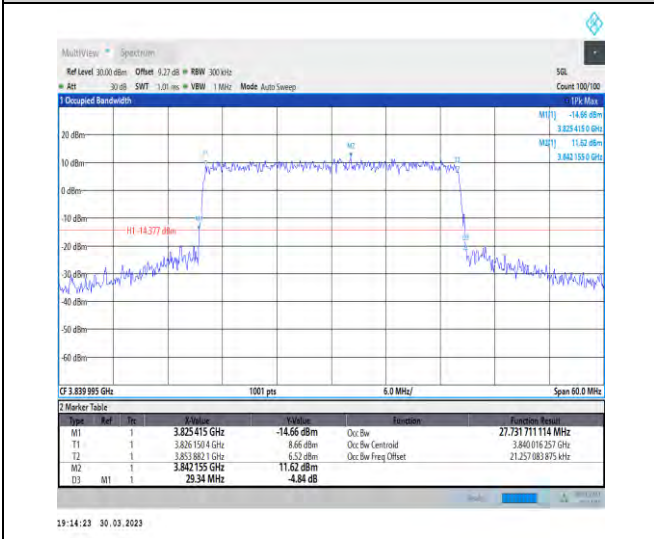 MultiView Spectrum
Ref Level 30.00 dBm Offset 9.27 dB RBW 300 kHz SGL
Att 30 dB SWT 1.01 ms VBW 1 MHz Mode Auto Sweep Count 100/100
1 Occupied Bandwidth 1Pk Max
M1[1] -14.66 dBm
3.825 415 0 GHz
M2[1] 11.62 dBm
3.842 155 0 GHz
20 dBm
M2
T1
T2
10 dBm
0 dBm
-10 dBm
H1 -14.377 dBm
-20 dBm
-30 dBm
-40 dBm
-50 dBm
-60 dBm
CF 3.839 995 GHz 1001 pts 6.0 MHz/ Span 60.0 MHz
2 Marker Table
Type Ref Trc X-Value Y-Value Function Function Result
M1 1 3.825 415 GHz -14.66 dBm Occ Bw 27.731 711 114 MHz
T1 1 3.826 150 4 GHz 8.66 dBm Occ Bw Centroid 3.840 016 257 GHz
T2 1 3.853 882 1 GHz 6.52 dBm Occ Bw Freq Offset 21.257 083 875 kHz
M2 1 3.842 155 GHz 11.62 dBm
D3 M1 1 29.34 MHz -4.84 dB
19:14:23 30.03.2023